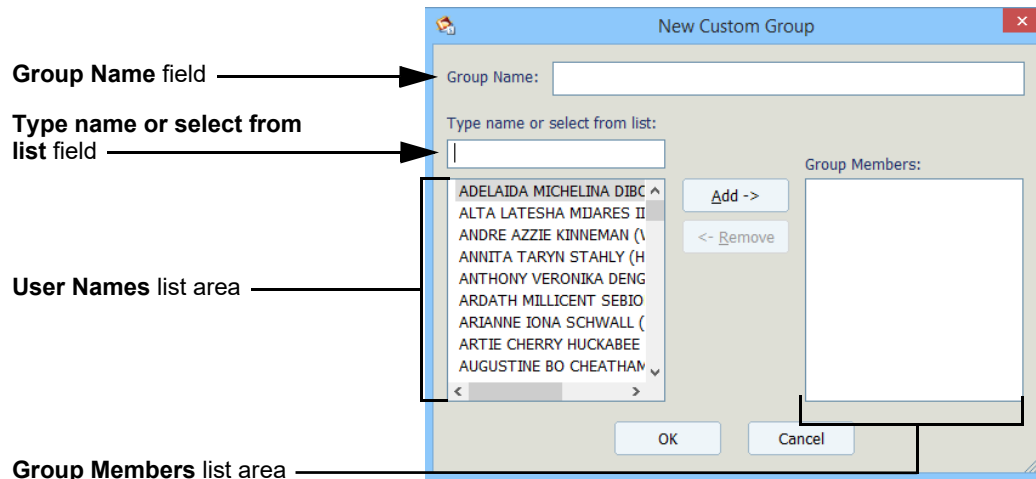 New Custom Group
Group Name field
Group Name:
Type name or select from
list field
Type name or select from list:
Group Members:
User Names list area
ADELAIDA MICHELINA DIBC
ALTA LATESHA MIJARES II
ANDRE AZZIE KINNEMAN (V
ANNITA TARYN STAHLY (H
ANTHONY VERONIKA DENG
ARDATH MILLICENT SEBIO
ARIANNE IONA SCHWALL (
ARTIE CHERRY HUCKABEE
AUGUSTINE BO CHEATHAM
Add ->
<- Remove
OK
Cancel
Group Members list area